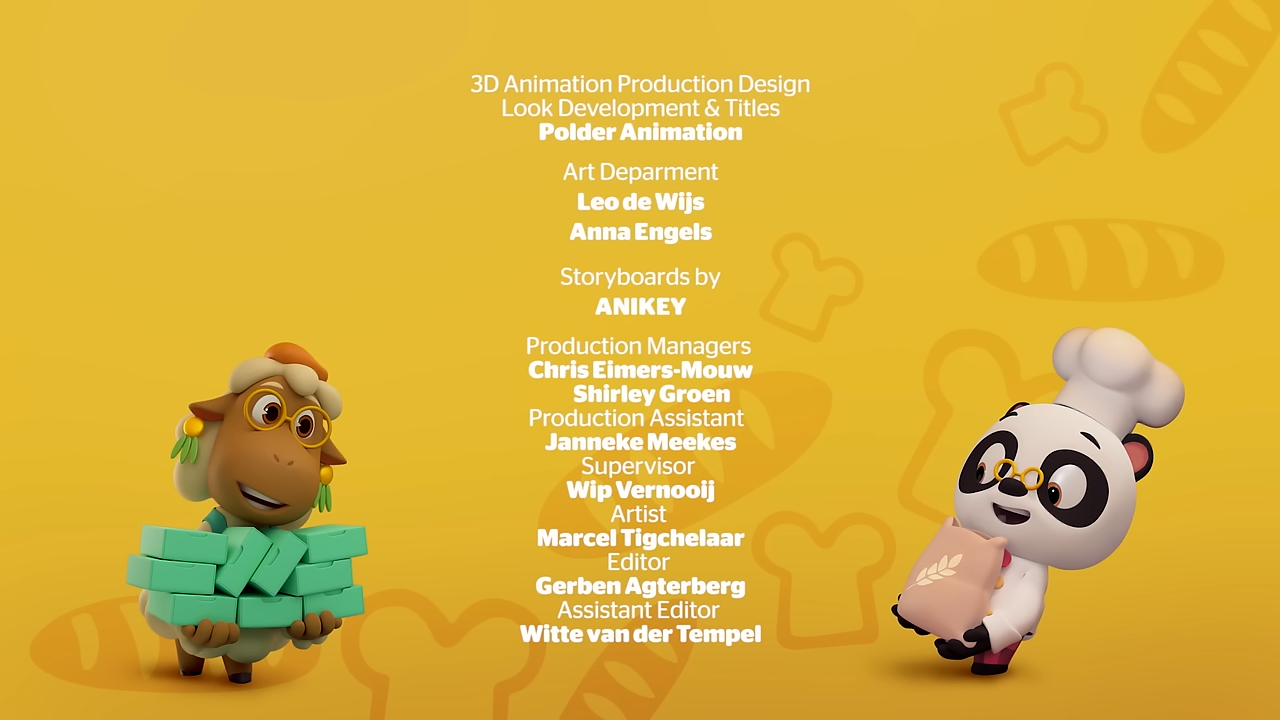 3D Animation Production Design
Look Development & Titles
Polder Animation
Art Deparment
Leo de Wijs
Anna Engels
Storyboards by
ANIKEY
Production Managers
Chris Eimers-Mouw
Shirley Groen
Production Assistant
Janneke Meekes
Supervisor
Wip Vernooij
Artist
Marcel Tigchelaar
Editor
Gerben Agterberg
Assistant Editor
Witte van der Tempel